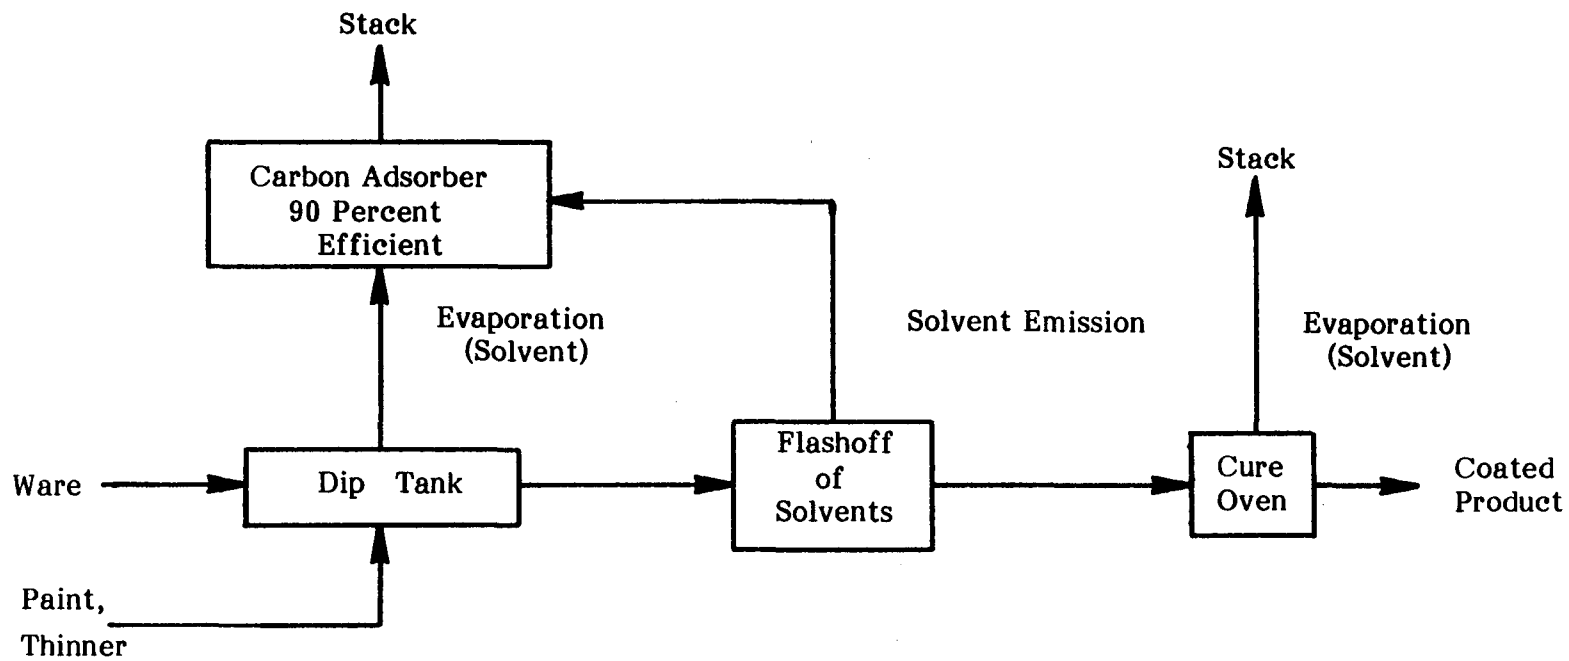 Stack
Carbon Adsorber
90 Percent
Efficient
Stack
Evaporation
(Solvent)
Solvent Emission
Evaporation
(Solvent)
Ware
Dip Tank
Flashoff
of
Solvents
Cure
Oven
Coated
Product
Paint,
Thinner